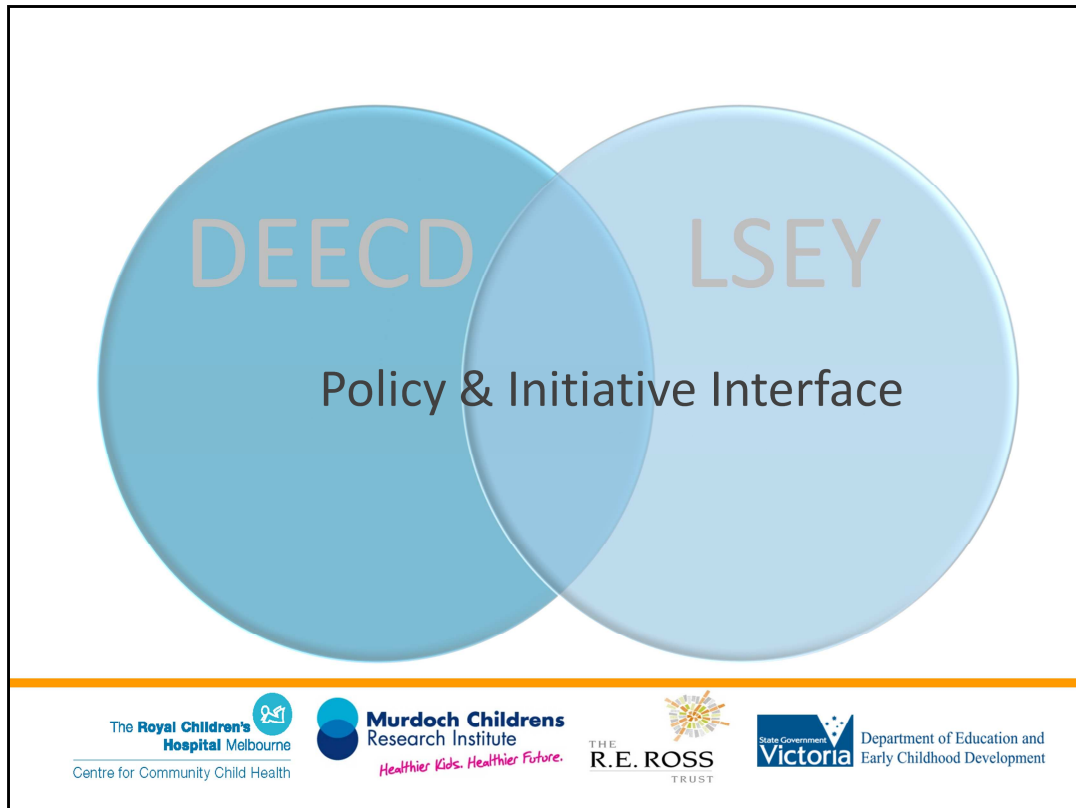 DEECD
LSEY
Policy & Initiative Interface
The Royal Children's
Hospital Melbourne
Centre for Community Child Health
Murdoch Childrens
Research Institute
Healthier Kids. Healthier Future.
THE
R.E. ROSS
TRUST
State Government
Victoria
Department of Education and
Early Childhood Development